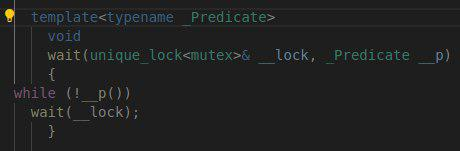 template<typename _Predicate>
void
wait(unique_lock<mutex>& __lock, _Predicate __p)
{
while (!__p())
wait(__lock);
}